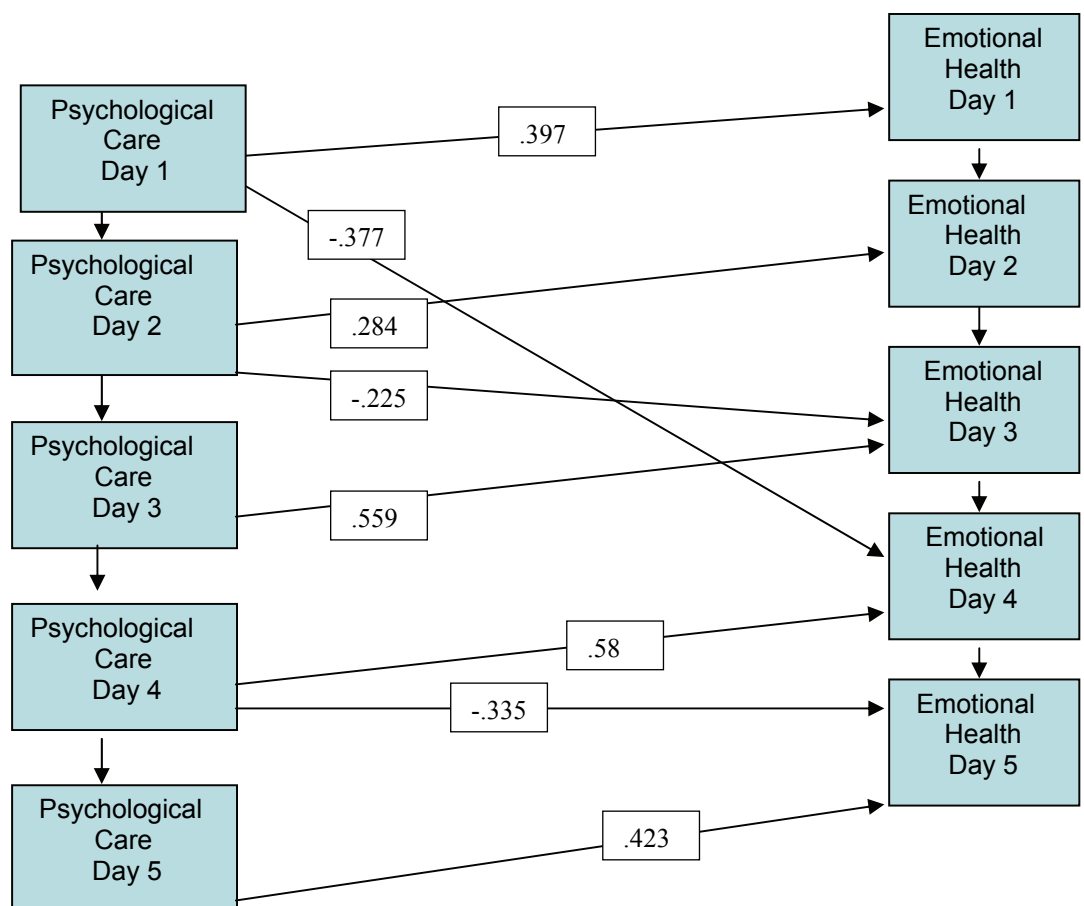 Emotional
Health
Day 1
Psychological
Care
Day 1
.397
Emotional
Health
Day 2
-.377
Psychological
Care
Day 2
.284
Emotional
Health
Day 3
-.225
Psychological
Care
Day 3
.559
Emotional
Health
Day 4
Psychological
Care
Day 4
.58
-.335
Emotional
Health
Day 5
Psychological
Care
Day 5
.423